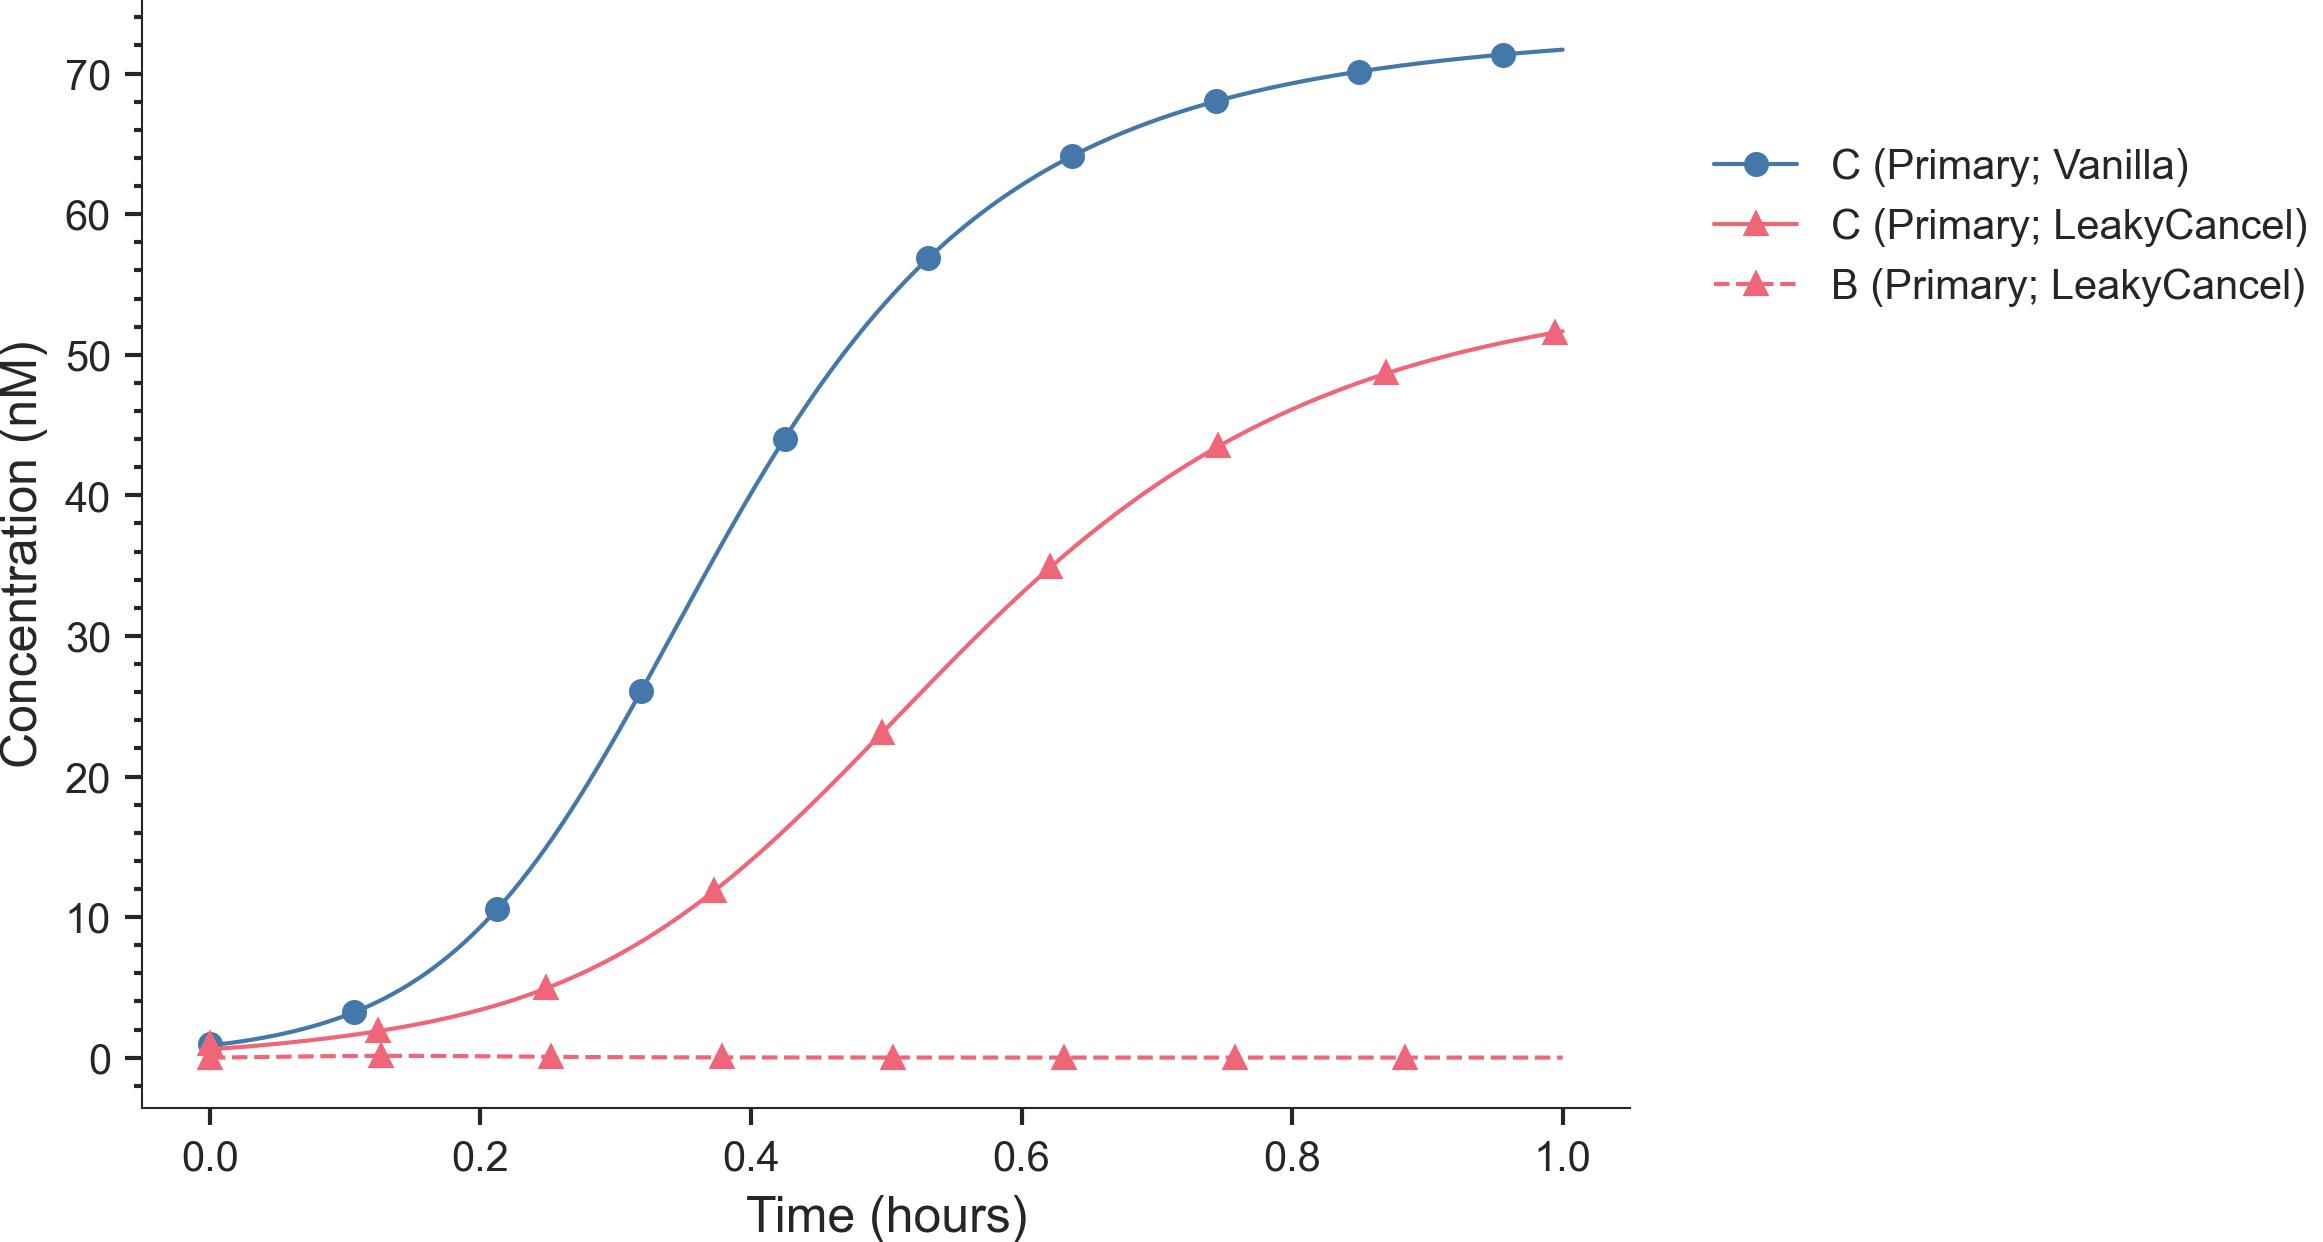 70
60
50
40
30
20
10
0
Concentration (nM)
0.0 0.2 0.4 0.6 0.8 1.0
Time (hours)
C (Primary; Vanilla)
C (Primary; LeakyCancel)
B (Primary; LeakyCancel)